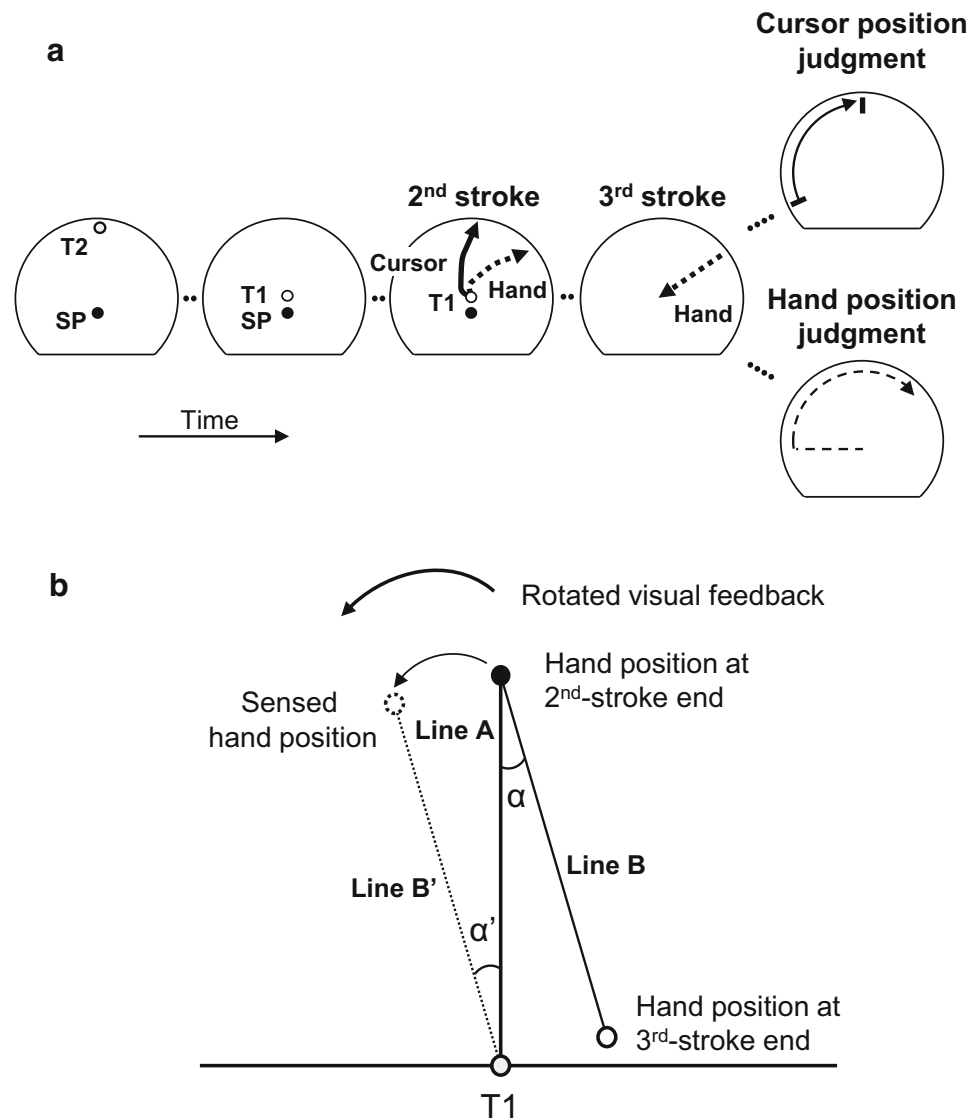 a
Cursor position
judgment
2nd stroke
3rd stroke
T2
SP
T1
SP
Cursor
Hand
T1
Hand
Hand position
judgment
Time
b
Rotated visual feedback
Hand position at
2nd-stroke end
Sensed
hand position
Line A
α
Line B
Line B’
α’
Hand position at
3rd-stroke end
T1